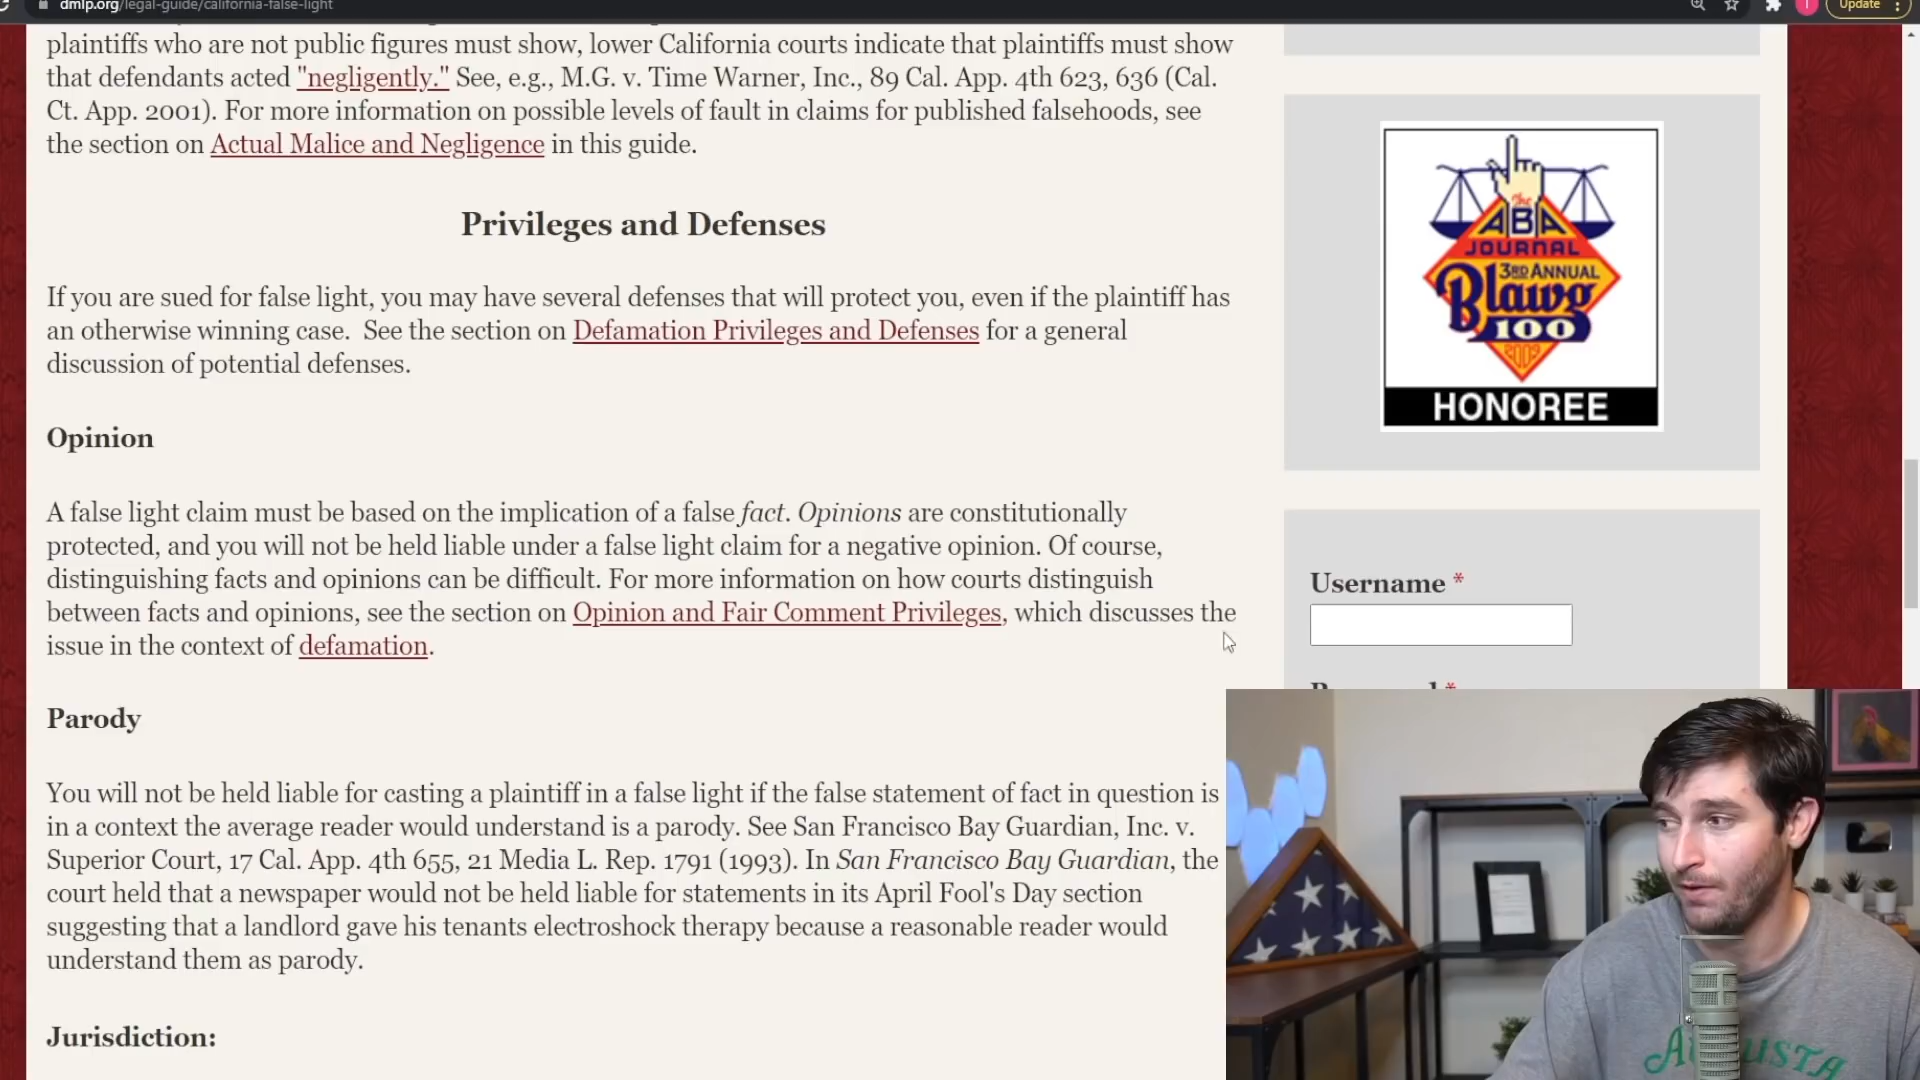 dmlp.org/legal-guide/california-false-light
Update
plaintiffs who are not public figures must show, lower California courts indicate that plaintiffs must show
that defendants acted "negligently." See, e.g., M.G. v. Time Warner, Inc., 89 Cal. App. 4th 623, 636 (Cal.
Ct. App. 2001). For more information on possible levels of fault in claims for published falsehoods, see
the section on Actual Malice and Negligence in this guide.
Privileges and Defenses
If you are sued for false light, you may have several defenses that will protect you, even if the plaintiff has
an otherwise winning case. See the section on Defamation Privileges and Defenses for a general
discussion of potential defenses.
Opinion
A false light claim must be based on the implication of a false fact. Opinions are constitutionally
protected, and you will not be held liable under a false light claim for a negative opinion. Of course,
distinguishing facts and opinions can be difficult. For more information on how courts distinguish
between facts and opinions, see the section on Opinion and Fair Comment Privileges, which discusses the
issue in the context of defamation.
Parody
You will not be held liable for casting a plaintiff in a false light if the false statement of fact in question is
in a context the average reader would understand is a parody. See San Francisco Bay Guardian, Inc. v.
Superior Court, 17 Cal. App. 4th 655, 21 Media L. Rep. 1791 (1993). In San Francisco Bay Guardian, the
court held that a newspaper would not be held liable for statements in its April Fool's Day section
suggesting that a landlord gave his tenants electroshock therapy because a reasonable reader would
understand them as parody.
Jurisdiction:
The
ABA
JOURNAL
3RD ANNUAL
Blawg
100
2009
HONOREE
Username *